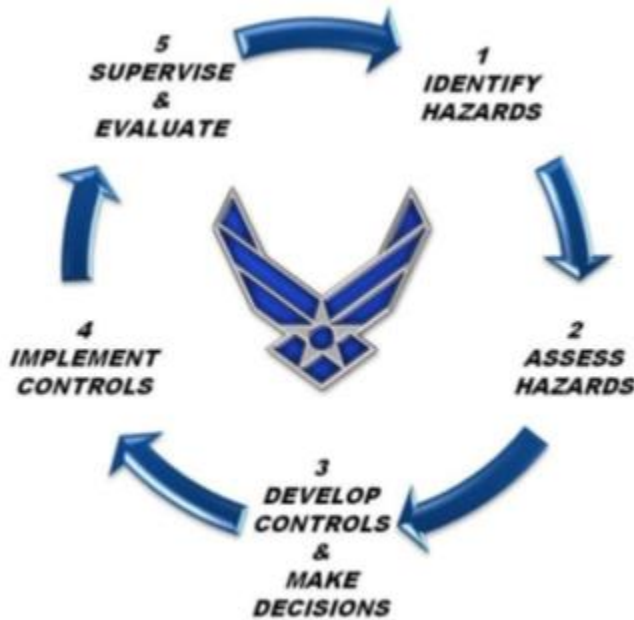 1
IDENTIFY
HAZARDS
2
ASSESS
HAZARDS
3
DEVELOP
CONTROLS
&
MAKE
DECISIONS
4
IMPLEMENT
CONTROLS
5
SUPERVISE
&
EVALUATE